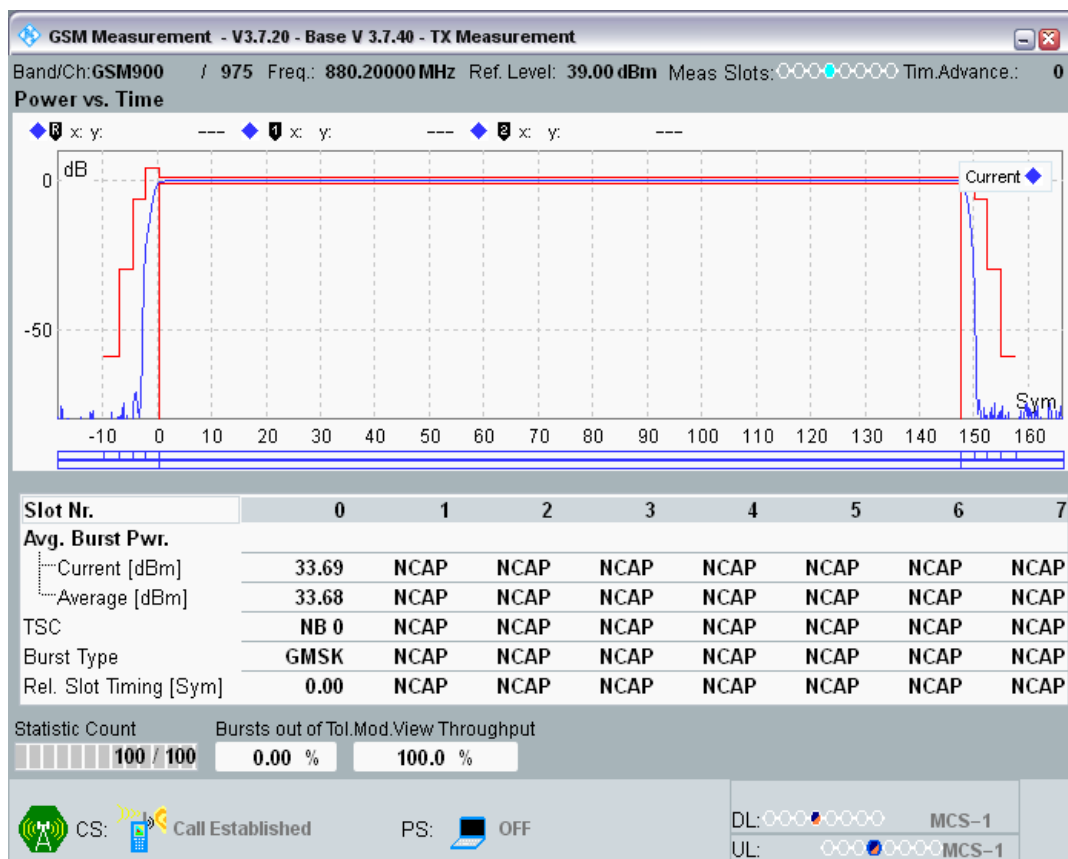 GSM Measurement - V3.7.20 - Base V 3.7.40 - TX Measurement
Band/Ch:GSM900 / 975 Freq.: 880.20000 MHz Ref. Level: 39.00 dBm Meas Slots: Tim.Advance.: 0
Power vs. Time
R x: y: --- 1 x: y: --- 2 x: y: ---
dB
Current
0
-50
Sym
-10 0 10 20 30 40 50 60 70 80 90 100 110 120 130 140 150 160
Slot Nr. 0 1 2 3 4 5 6 7
Avg. Burst Pwr.
Current [dBm] 33.69 NCAP NCAP NCAP NCAP NCAP NCAP NCAP
Average [dBm] 33.68 NCAP NCAP NCAP NCAP NCAP NCAP NCAP
TSC NB 0 NCAP NCAP NCAP NCAP NCAP NCAP NCAP
Burst Type GMSK NCAP NCAP NCAP NCAP NCAP NCAP NCAP
Rel. Slot Timing [Sym] 0.00 NCAP NCAP NCAP NCAP NCAP NCAP NCAP
Statistic Count Bursts out of Tol. Mod.View Throughput
100 / 100 0.00 % 100.0 %
CS: Call Established PS: OFF
DL: MCS-1
UL: MCS-1